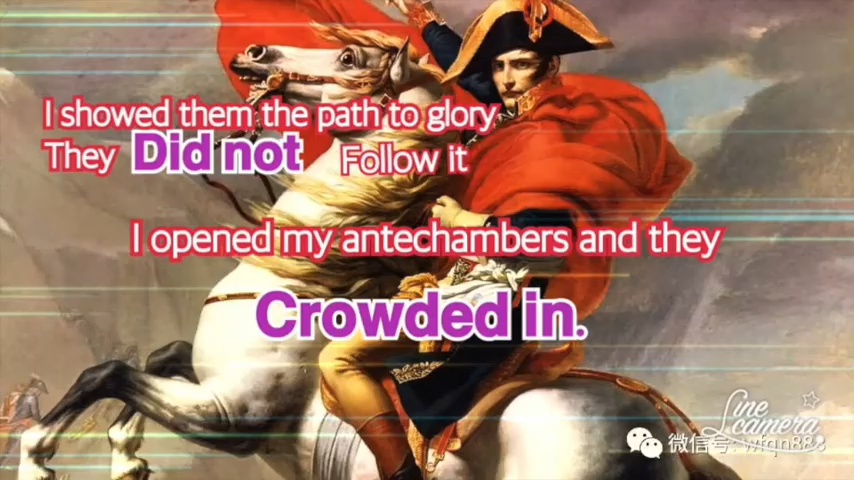 I showed them the path to glory
They Did not Follow it
I opened my antechambers and they
Crowded in.
Line
camera
微信号: wfqn88